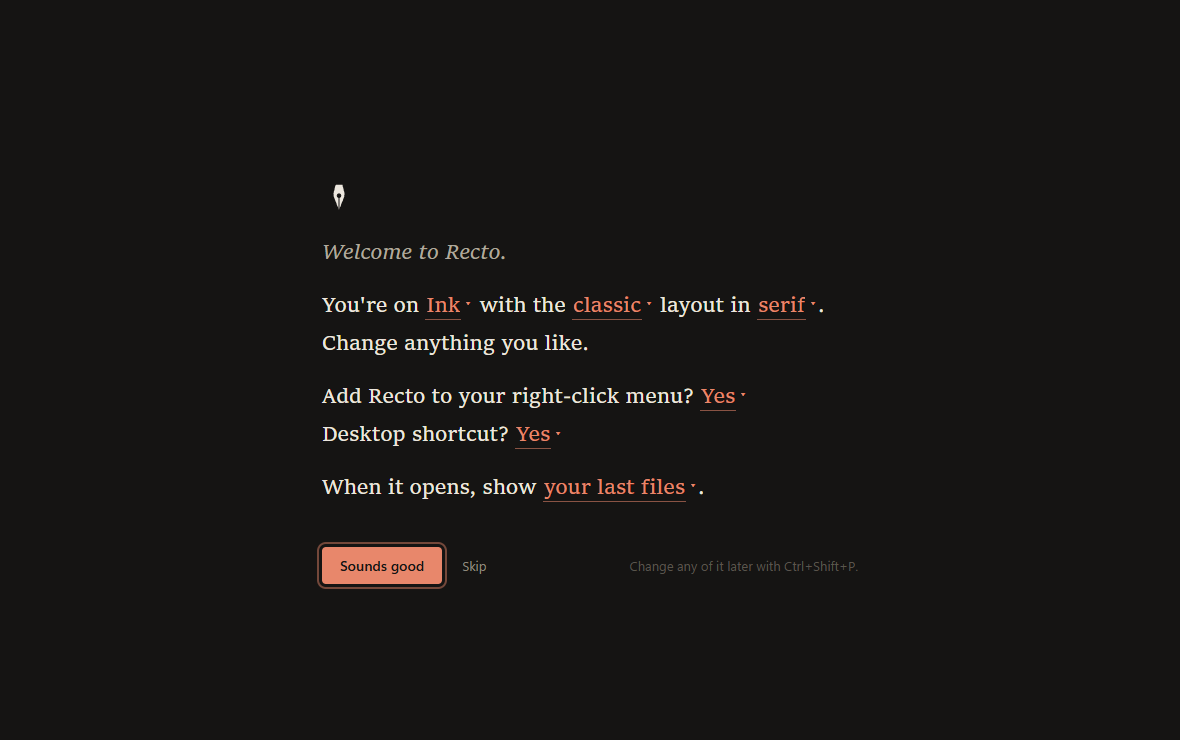 Welcome to Recto.
You're on Ink with the classic layout in serif.
Change anything you like.
Add Recto to your right-click menu? Yes
Desktop shortcut? Yes
When it opens, show your last files.
Sounds good Skip Change any of it later with Ctrl+Shift+P.